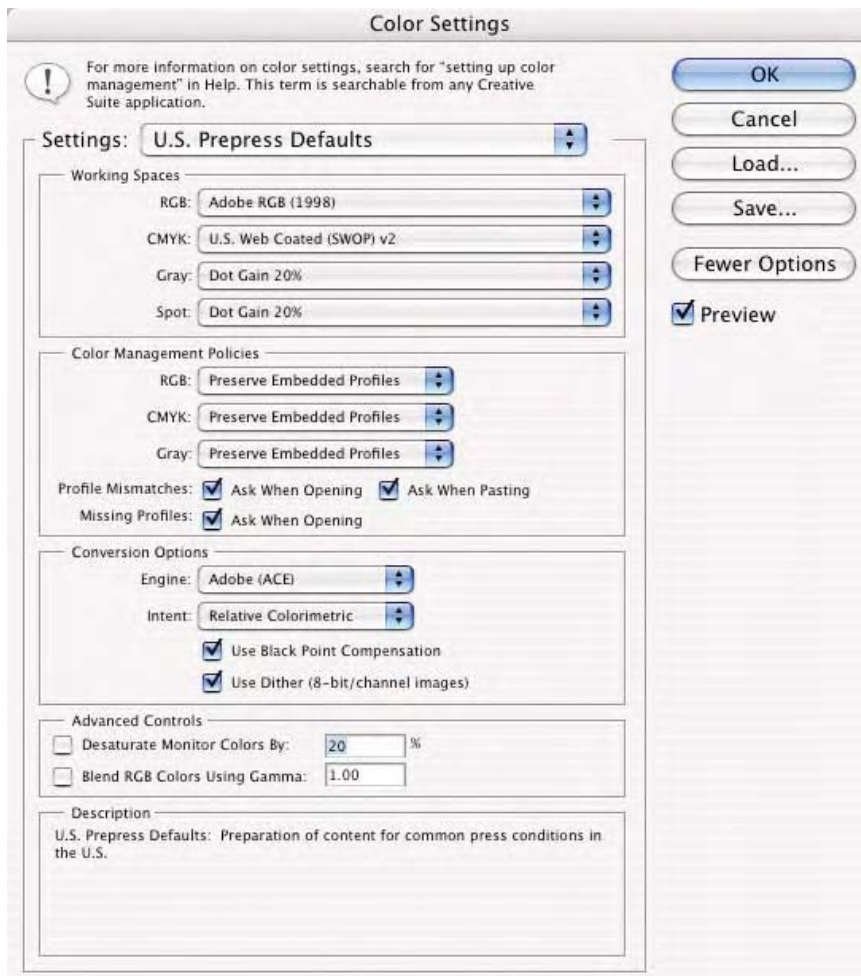 Color Settings
For more information on color settings, search for "setting up color
management" in Help. This term is searchable from any Creative
Suite application.
OK
Cancel
Load...
Save...
Fewer Options
Preview
Settings: U.S. Prepress Defaults
Working Spaces
RGB: Adobe RGB (1998)
CMYK: U.S. Web Coated (SWOP) v2
Gray: Dot Gain 20%
Spot: Dot Gain 20%
Color Management Policies
RGB: Preserve Embedded Profiles
CMYK: Preserve Embedded Profiles
Gray: Preserve Embedded Profiles
Profile Mismatches: Ask When Opening Ask When Pasting
Missing Profiles: Ask When Opening
Conversion Options
Engine: Adobe (ACE)
Intent: Relative Colorimetric
Use Black Point Compensation
Use Dither (8-bit/channel images)
Advanced Controls
Desaturate Monitor Colors By: 20 %
Blend RGB Colors Using Gamma: 1.00
Description
U.S. Prepress Defaults: Preparation of content for common press conditions in
the U.S.